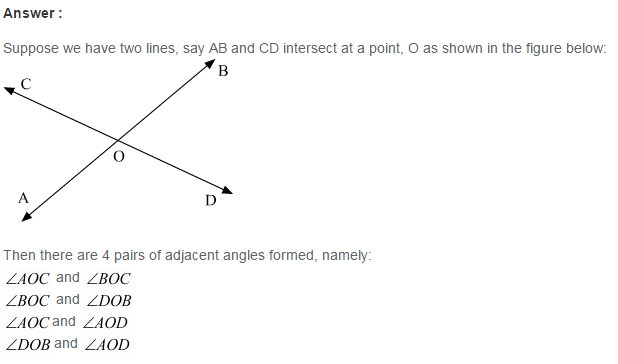 Answer :
Suppose we have two lines, say AB and CD intersect at a point, O as shown in the figure below:
B
C
O
A
D
Then there are 4 pairs of adjacent angles formed, namely:
∠AOC and ∠BOC
∠BOC and ∠DOB
∠AOC and ∠AOD
∠DOB and ∠AOD